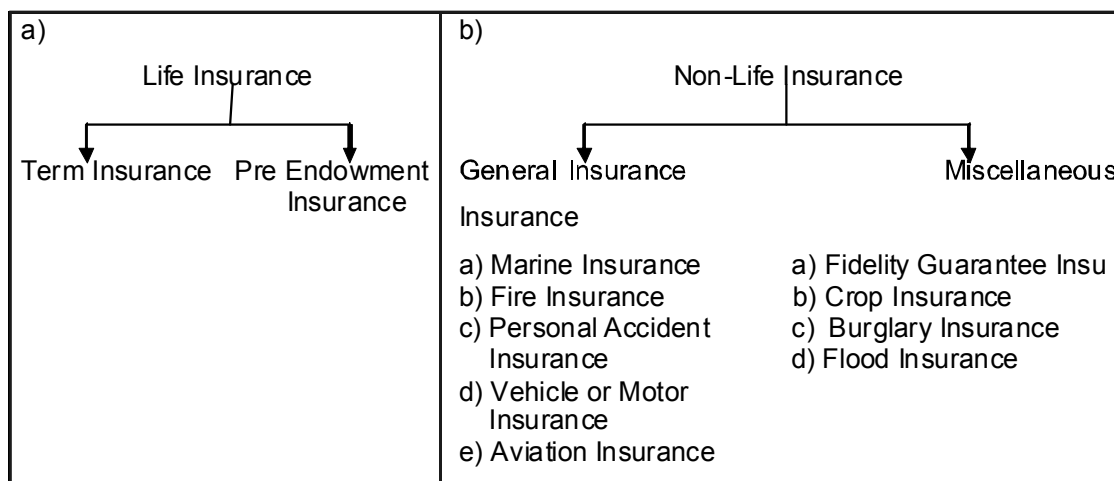 a)
Life Insurance
Term Insurance
Pre Endowment
Insurance
b)
Non-Life Insurance
General Insurance
Miscellaneous
Insurance
a) Marine Insurance
b) Fire Insurance
c) Personal Accident
Insurance
d) Vehicle or Motor
Insurance
e) Aviation Insurance
a) Fidelity Guarantee Insu
b) Crop Insurance
c) Burglary Insurance
d) Flood Insurance